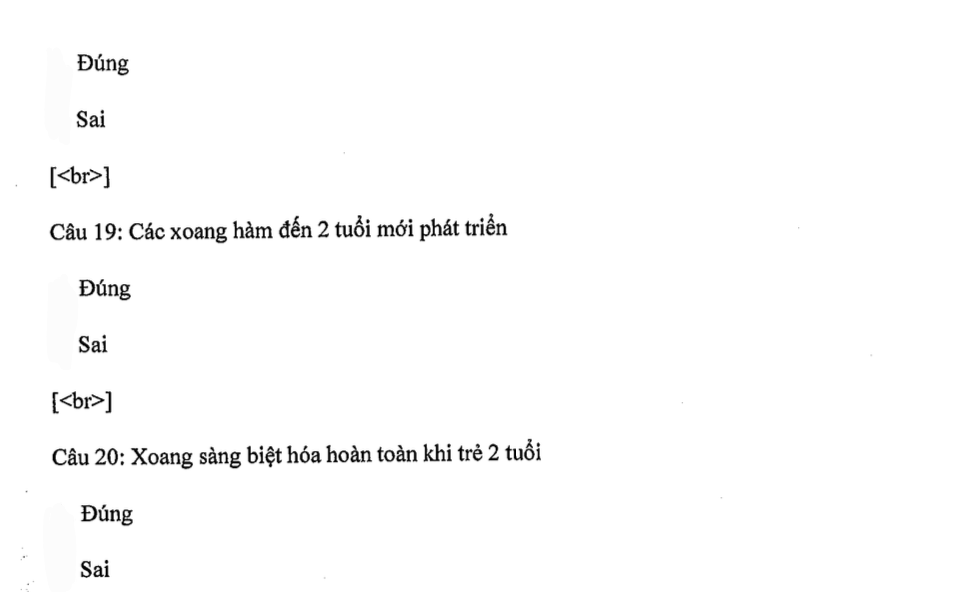 Đúng
Sai
[<br>]
Câu 19: Các xoang hàm đến 2 tuổi mới phát triển
Đúng
Sai
[<br>]
Câu 20: Xoang sàng biệt hóa hoàn toàn khi trẻ 2 tuổi
Đúng
Sai